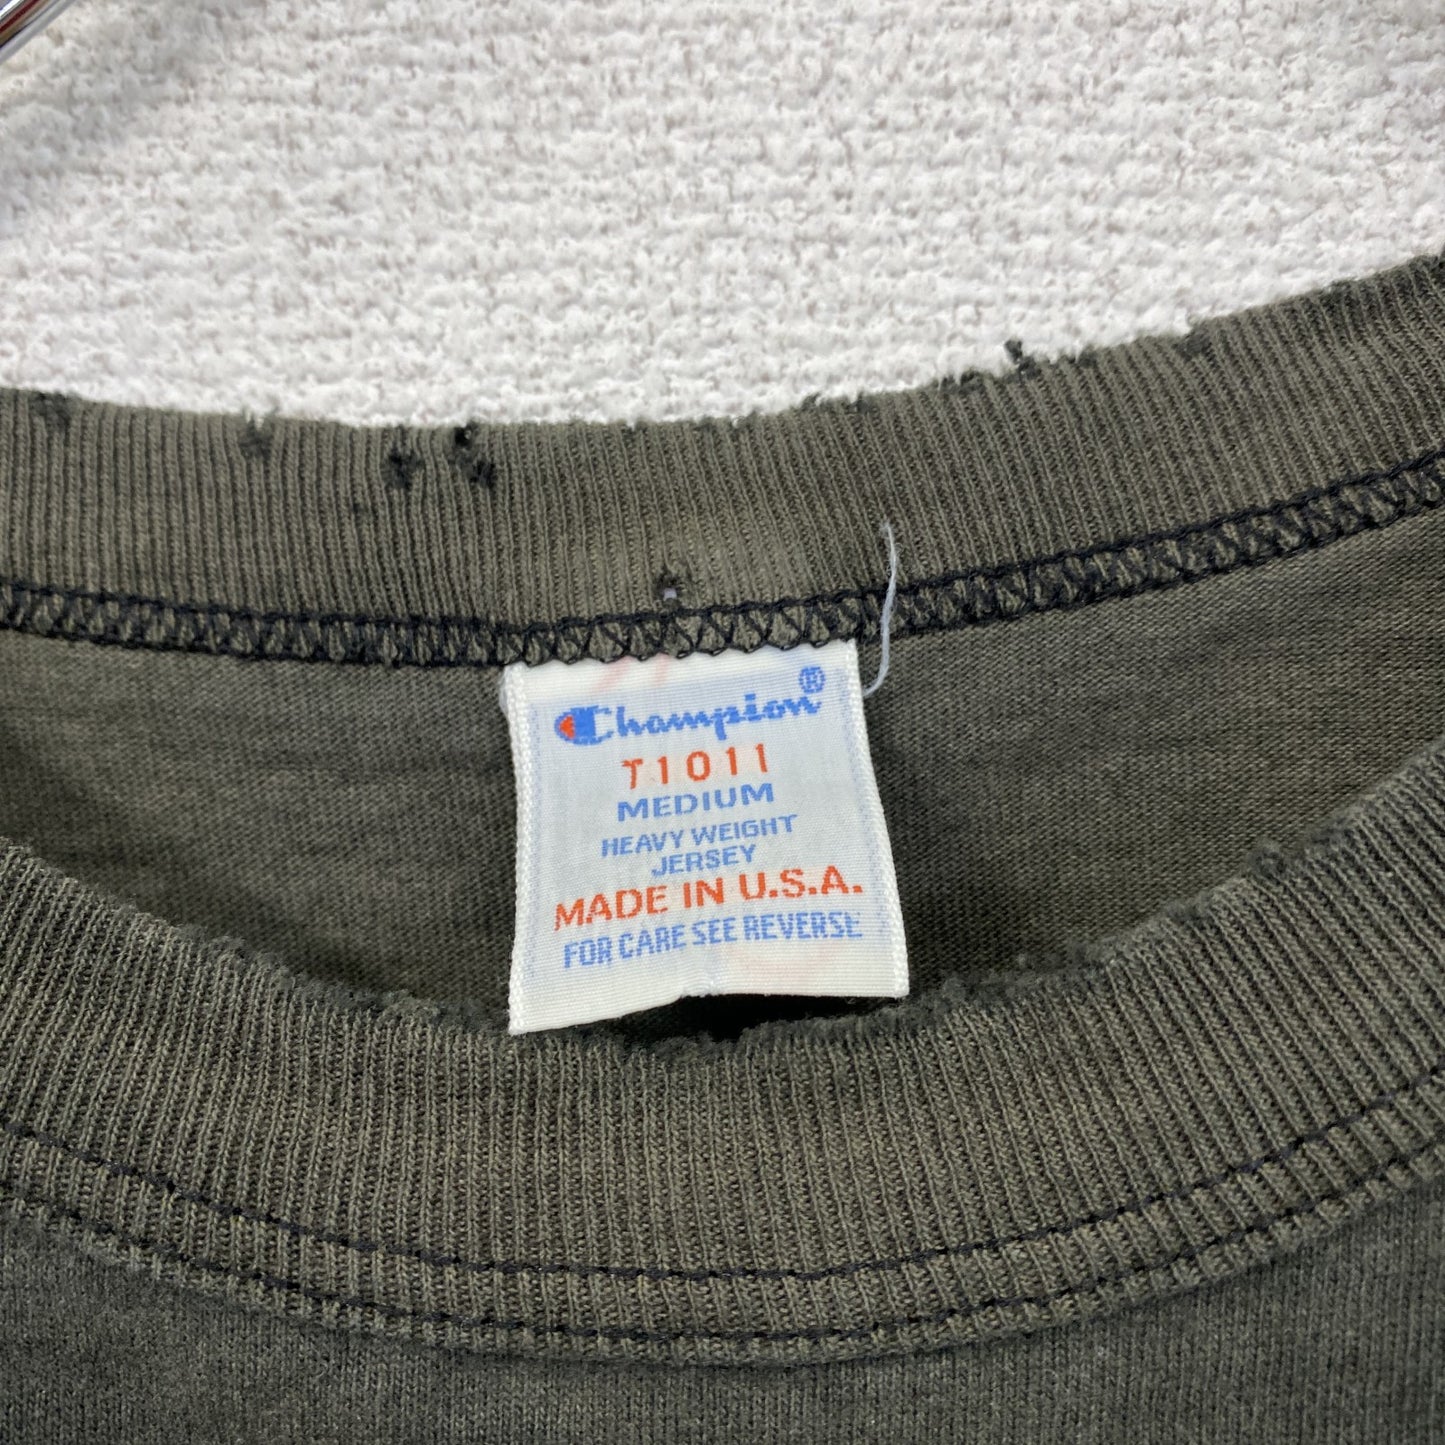 Champion®
T1011
MEDIUM
HEAVY WEIGHT
JERSEY
MADE IN U.S.A.
FOR CARE SEE REVERSE